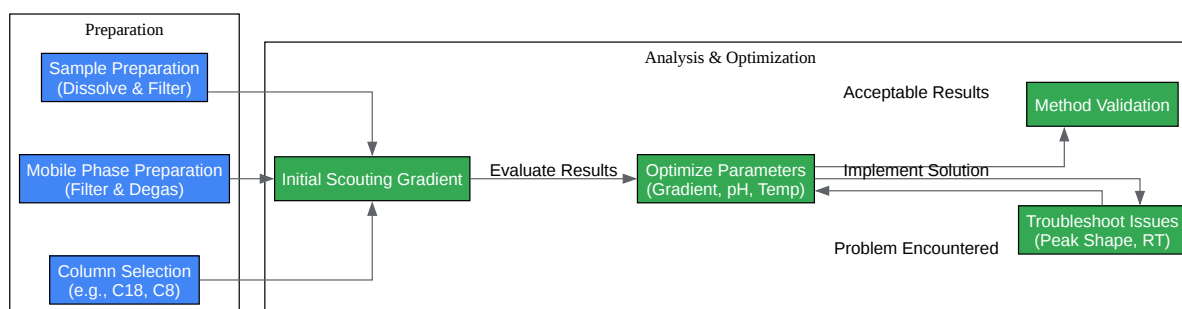 Preparation
Sample Preparation
(Dissolve & Filter)
Mobile Phase Preparation
(Filter & Degas)
Column Selection
(e.g., C18, C8)
Analysis & Optimization
Initial Scouting Gradient
Evaluate Results
Optimize Parameters
(Gradient, pH, Temp)
Acceptable Results
Implement Solution
Problem Encountered
Method Validation
Troubleshoot Issues
(Peak Shape, RT)